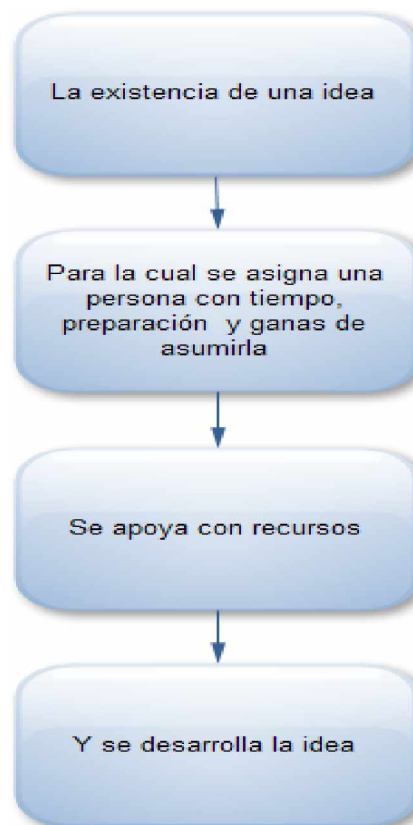 La existencia de una idea
Para la cual se asigna una
persona con tiempo,
preparación y ganas de
asumirla
Se apoya con recursos
Y se desarrolla la idea